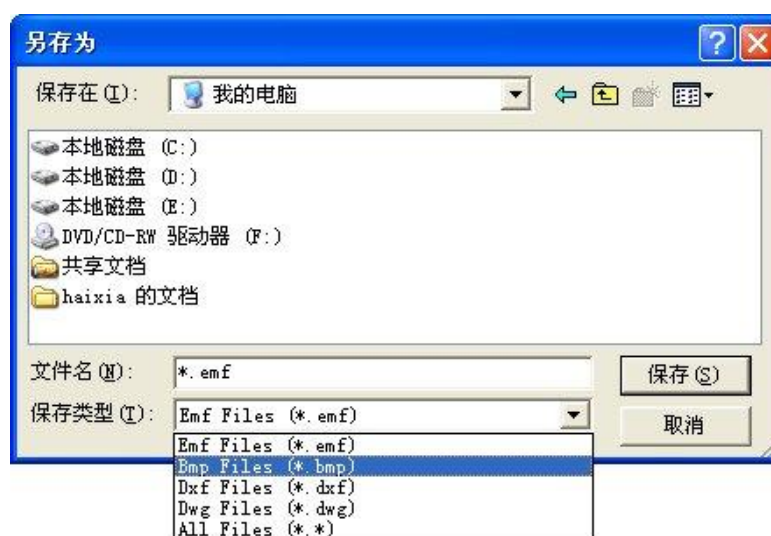 另存为
保存在(I): 我的电脑
本地磁盘 (C:)
本地磁盘 (D:)
本地磁盘 (E:)
DVD/CD-RW 驱动器 (F:)
共享文档
haixia 的文档
文件名(N): *.emf 保存(S)
保存类型(T): Emf Files (*.emf) 取消
Emf Files (*.emf)
Bmp Files (*.bmp)
Dxf Files (*.dxf)
Dwg Files (*.dwg)
All Files (*.*)